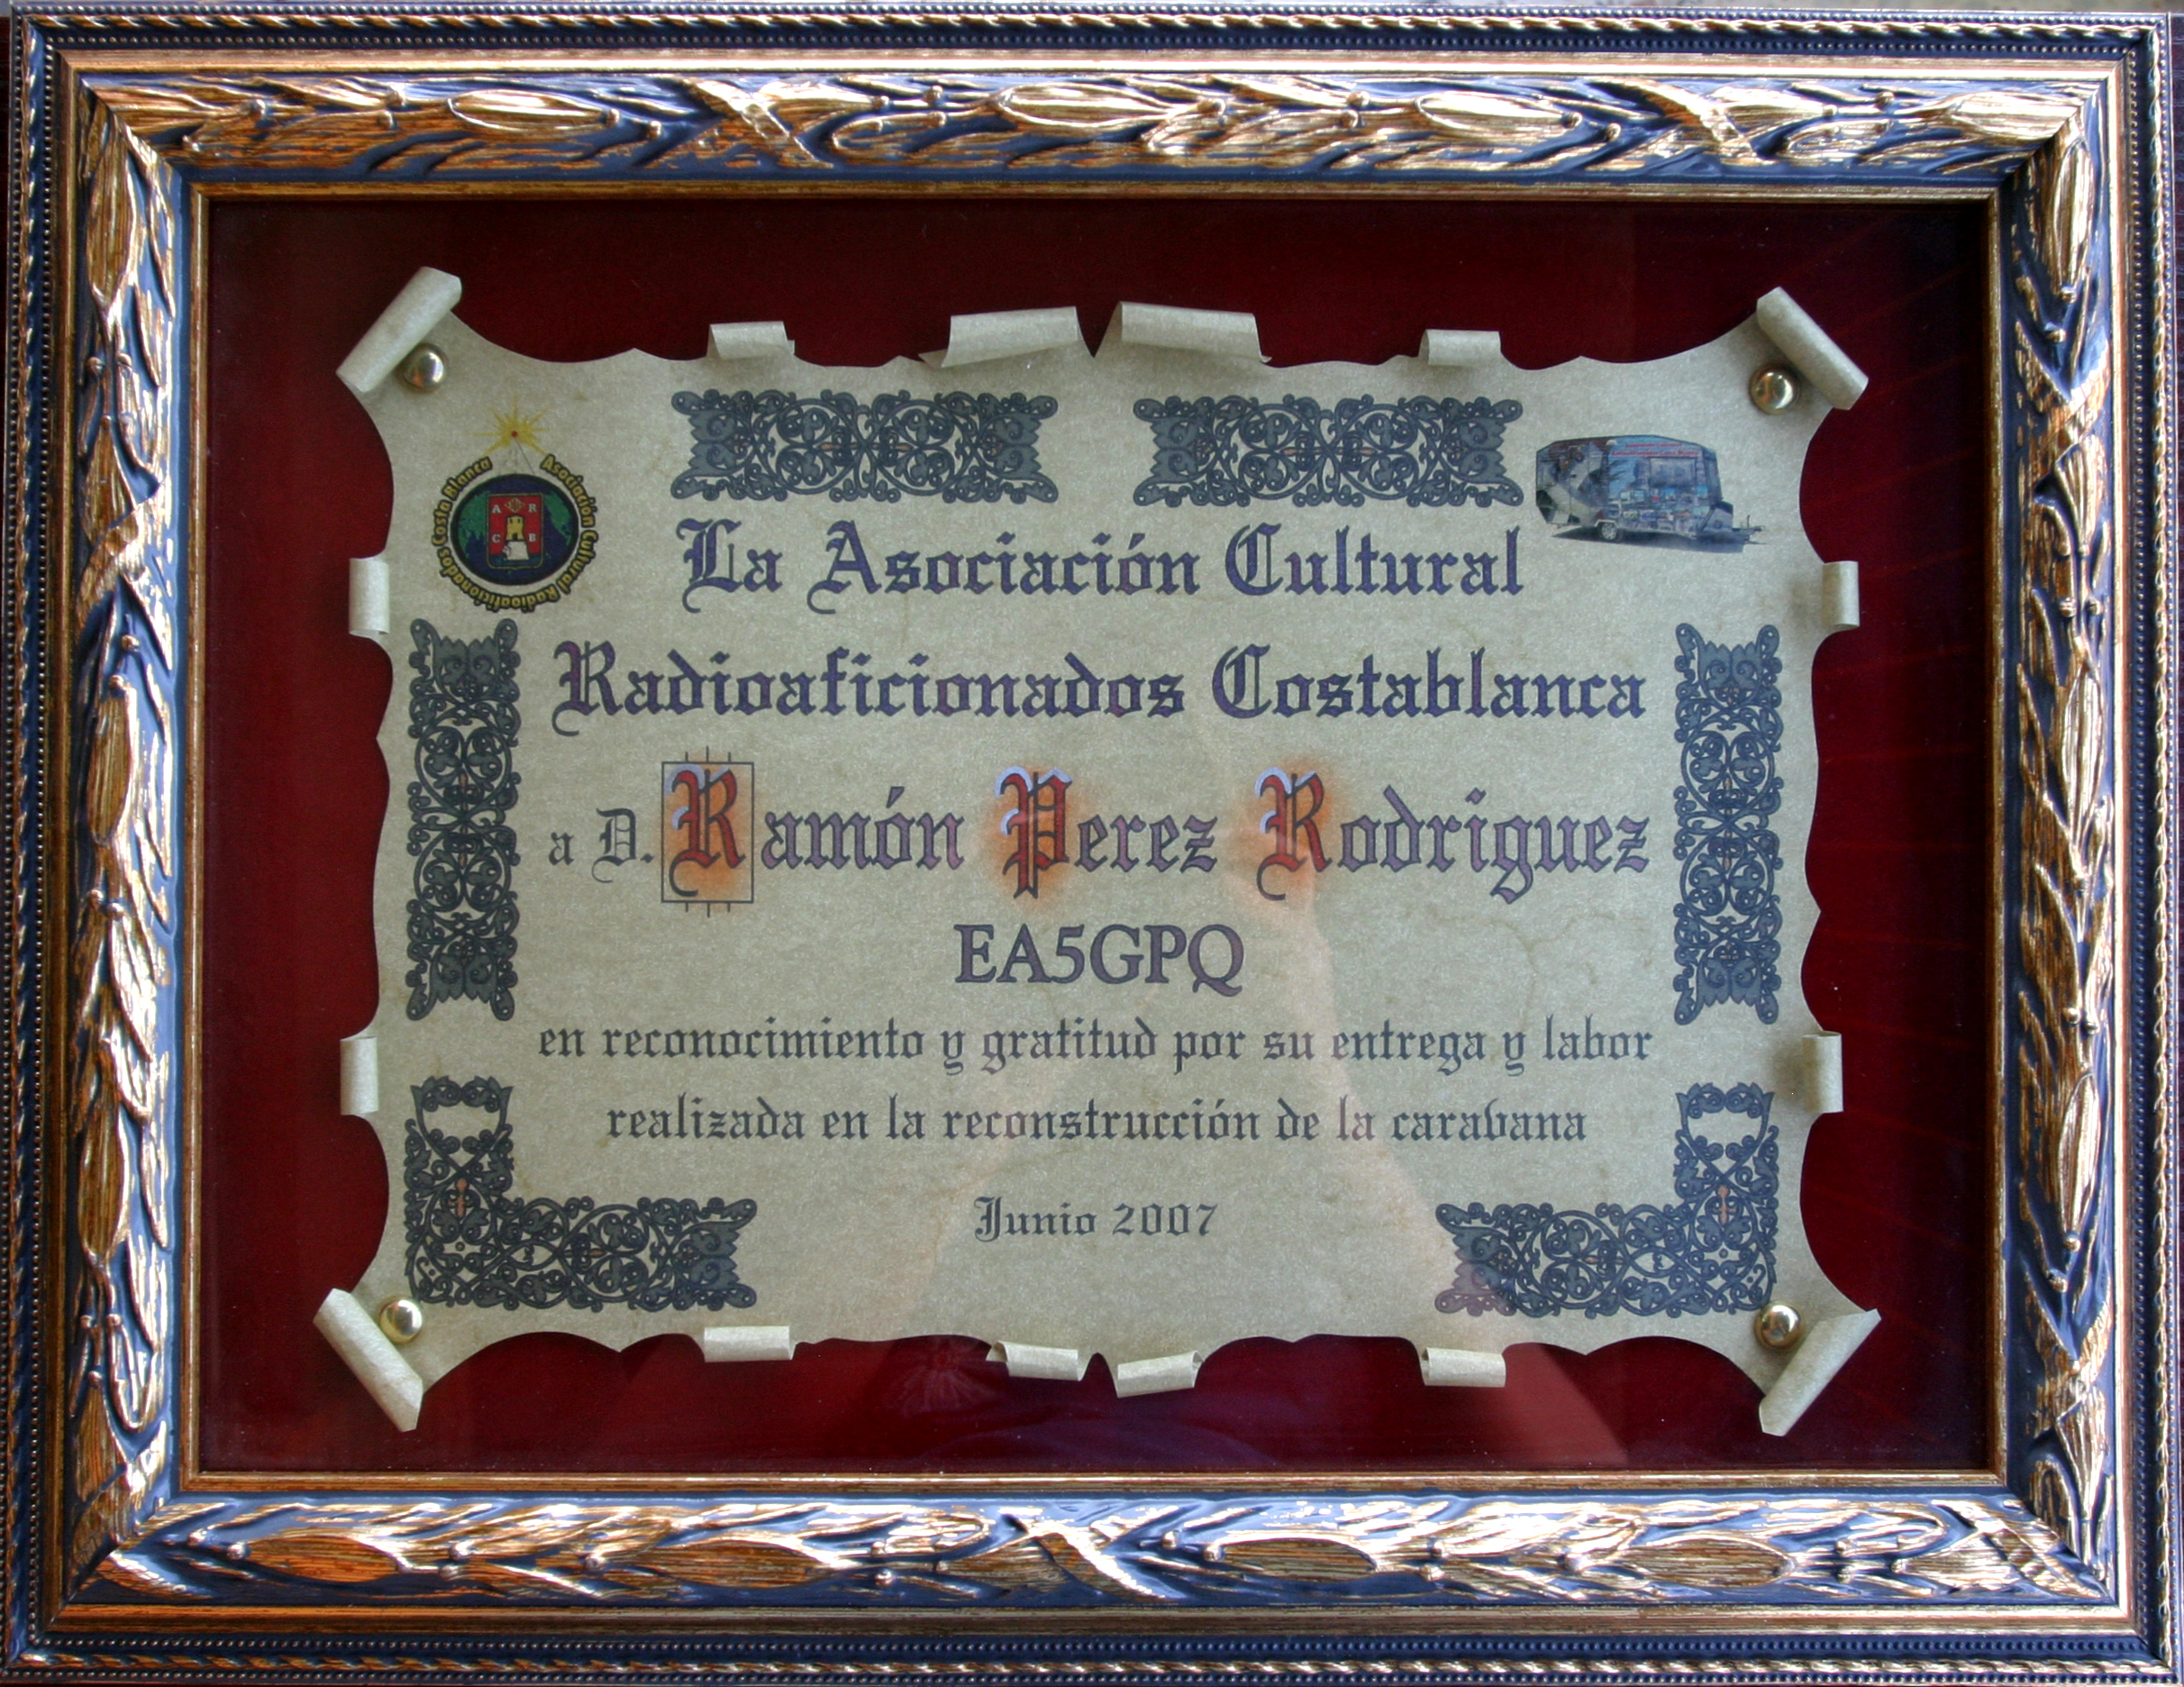 Asociación Cultural Radioaficionados Costa Blanca
A R
C B
La Asociación Cultural
Radioaficionados Costablanca
a D. Ramón Perez Rodriguez
EA5GPQ
en reconocimiento y gratitud por su entrega y labor
realizada en la reconstrucción de la caravana
Junio 2007